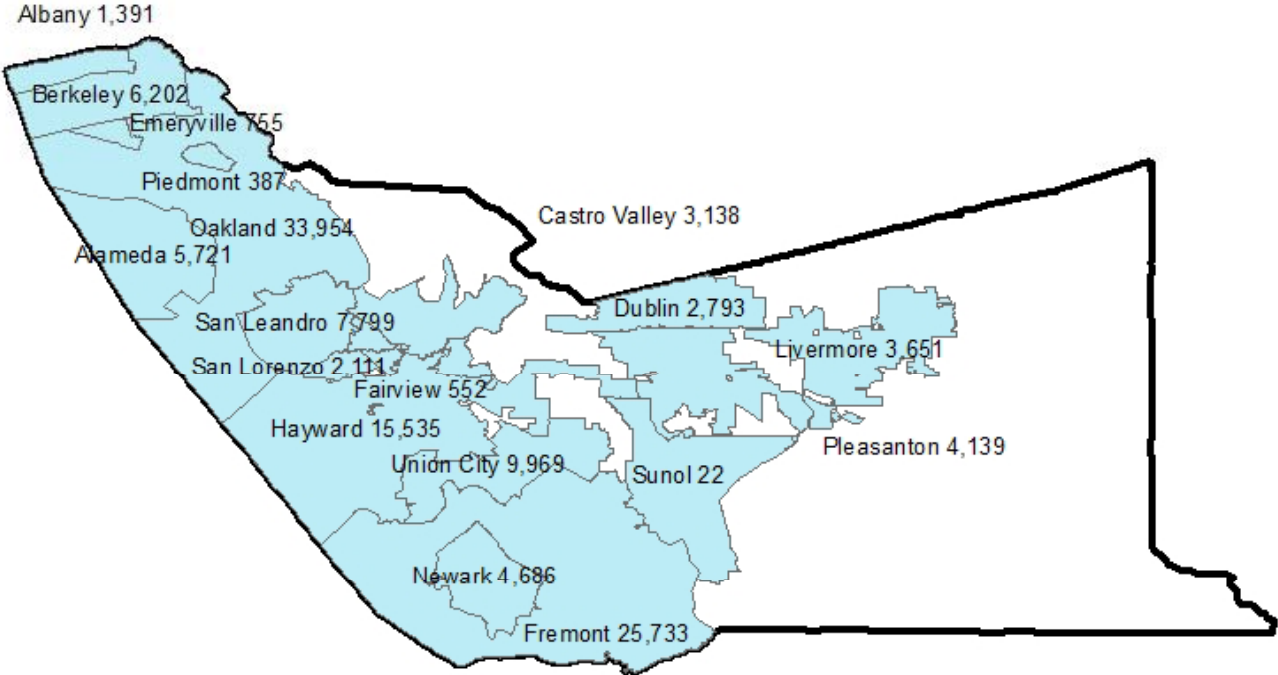 Albany 1,391
Berkeley 6,202
Emeryville 755
Piedmont 387
Castro Valley 3,138
Oakland 33,954
Alameda 5,721
Dublin 2,793
San Leandro 7,799
Livermore 3,651
San Lorenzo 2,111
Fairview 552
Hayward 15,535
Pleasanton 4,139
Union City 9,969
Sunol 22
Newark 4,686
Fremont 25,733